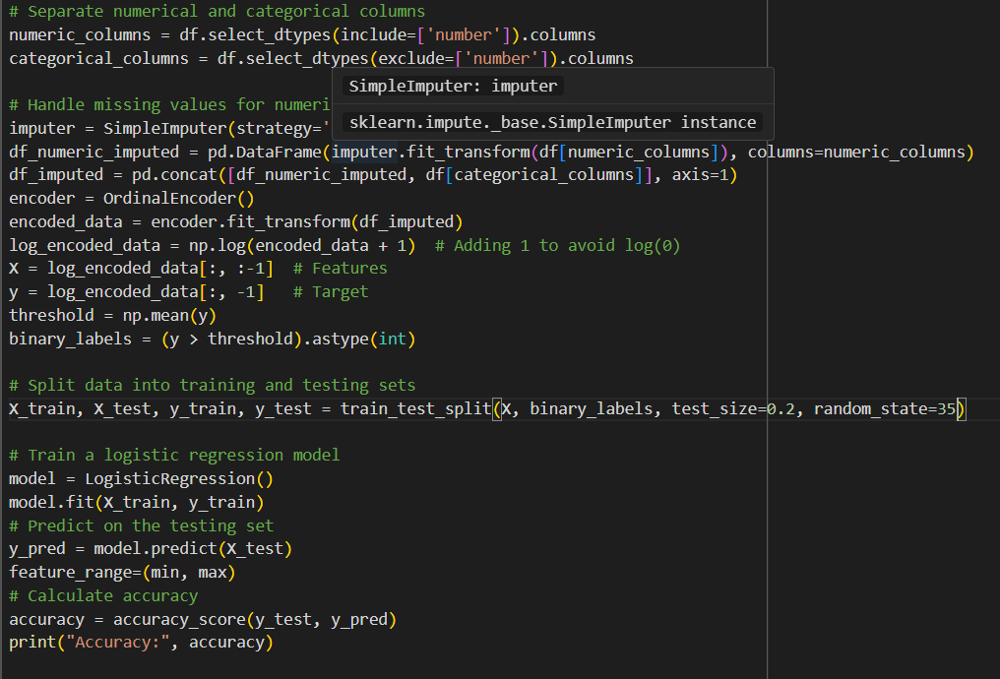 # Separate numerical and categorical columns
numeric_columns = df.select_dtypes(include=['number']).columns
categorical_columns = df.select_dtypes(exclude=['number']).columns
SimpleImputer: imputer
# Handle missing values for numeri
sklearn.impute._base.SimpleImputer instance
imputer = SimpleImputer(strategy='
df_numeric_imputed = pd.DataFrame(imputer.fit_transform(df[numeric_columns]), columns=numeric_columns)
df_imputed = pd.concat([df_numeric_imputed, df[categorical_columns]], axis=1)
encoder = OrdinalEncoder()
encoded_data = encoder.fit_transform(df_imputed)
log_encoded_data = np.log(encoded_data + 1)  # Adding 1 to avoid log(0)
X = log_encoded_data[:, :-1]  # Features
y = log_encoded_data[:, -1]   # Target
threshold = np.mean(y)
binary_labels = (y > threshold).astype(int)
# Split data into training and testing sets
X_train, X_test, y_train, y_test = train_test_split(X, binary_labels, test_size=0.2, random_state=35)
# Train a logistic regression model
model = LogisticRegression()
model.fit(X_train, y_train)
# Predict on the testing set
y_pred = model.predict(X_test)
feature_range=(min, max)
# Calculate accuracy
accuracy = accuracy_score(y_test, y_pred)
print("Accuracy:", accuracy)